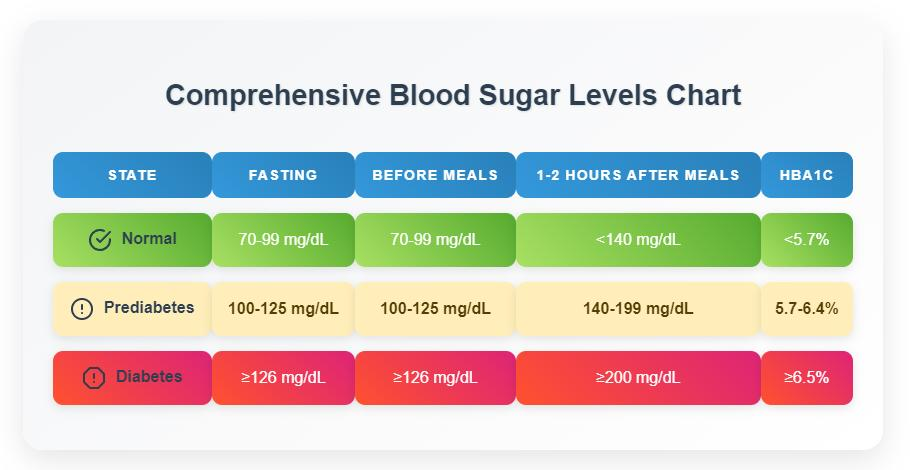 Comprehensive Blood Sugar Levels Chart
STATE FASTING BEFORE MEALS 1-2 HOURS AFTER MEALS HBA1C
Normal 70-99 mg/dL 70-99 mg/dL <140 mg/dL <5.7%
Prediabetes 100-125 mg/dL 100-125 mg/dL 140-199 mg/dL 5.7-6.4%
Diabetes ≥126 mg/dL ≥126 mg/dL ≥200 mg/dL ≥6.5%